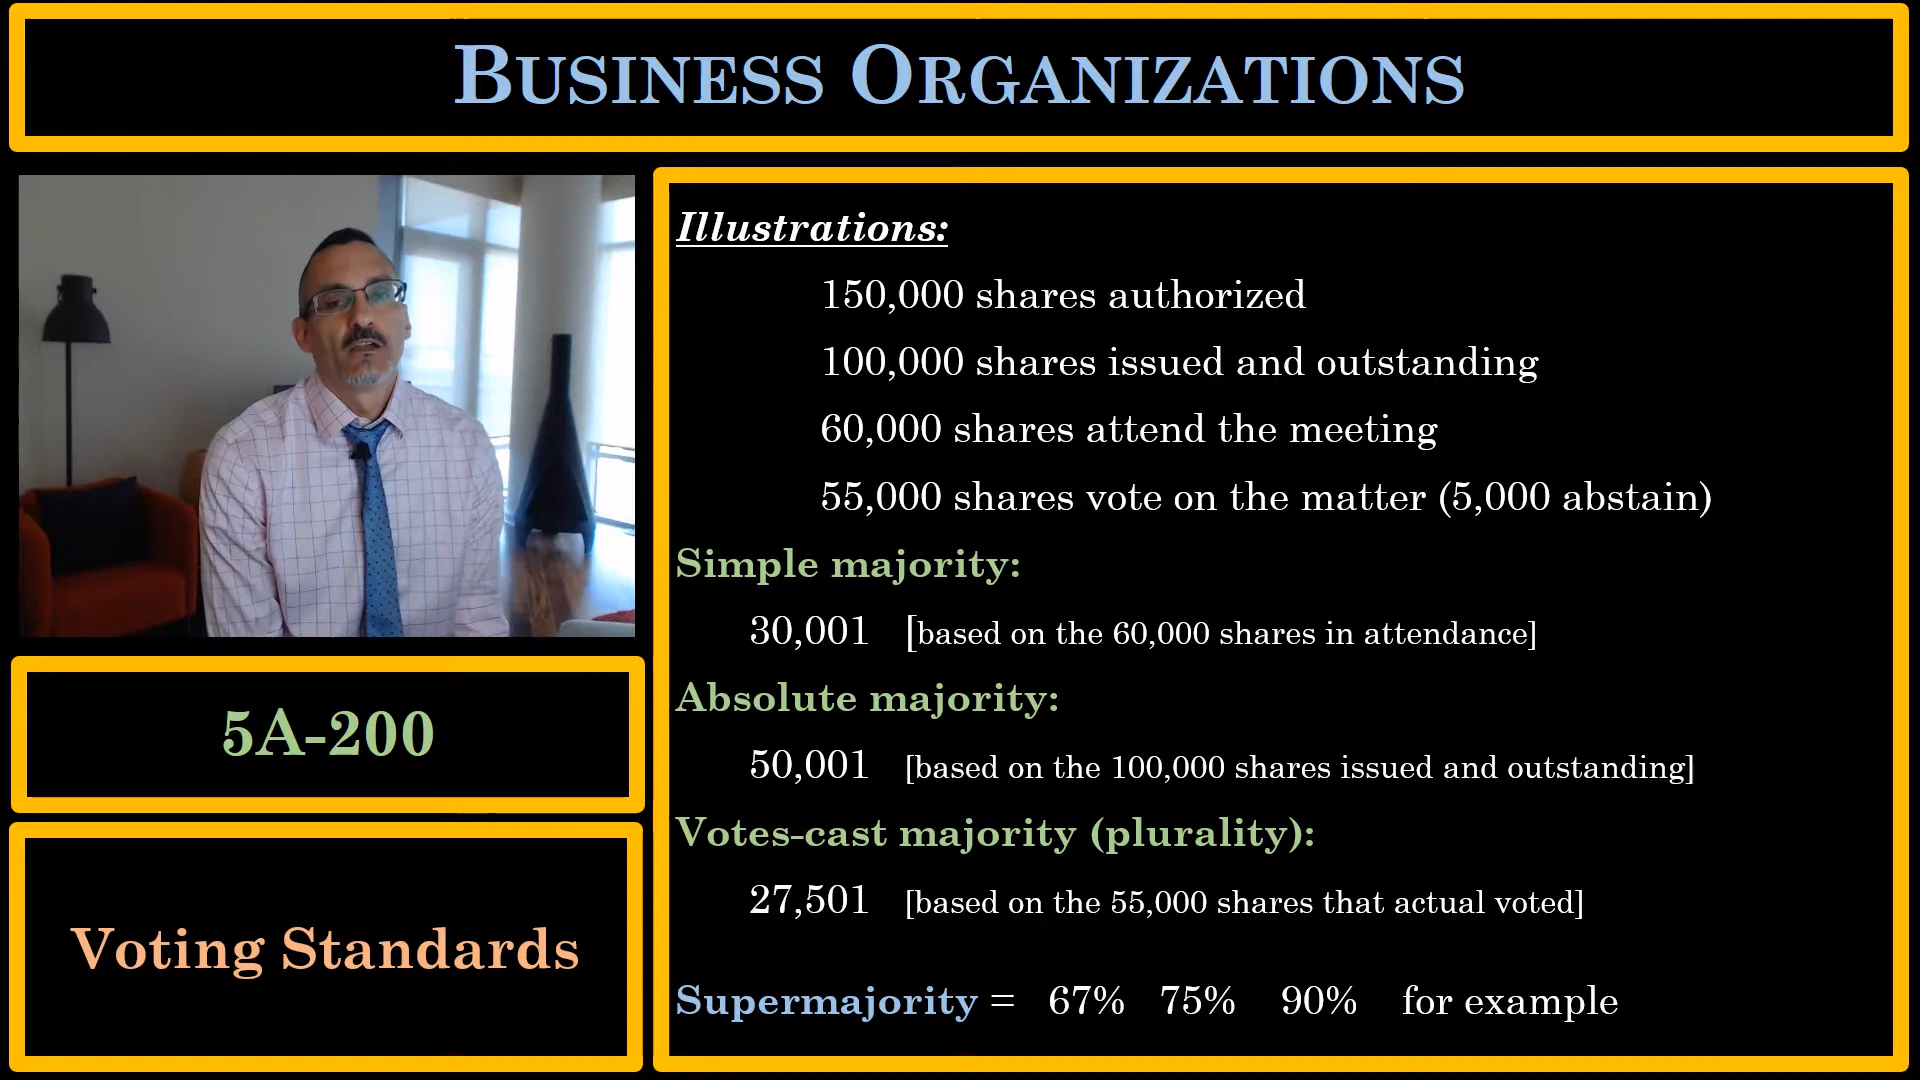 BUSINESS ORGANIZATIONS
Illustrations:
150,000 shares authorized
100,000 shares issued and outstanding
60,000 shares attend the meeting
55,000 shares vote on the matter (5,000 abstain)
Simple majority:
30,001 [based on the 60,000 shares in attendance]
Absolute majority:
50,001 [based on the 100,000 shares issued and outstanding]
Votes-cast majority (plurality):
27,501 [based on the 55,000 shares that actual voted]
Supermajority = 67% 75% 90% for example
5A-200
Voting Standards